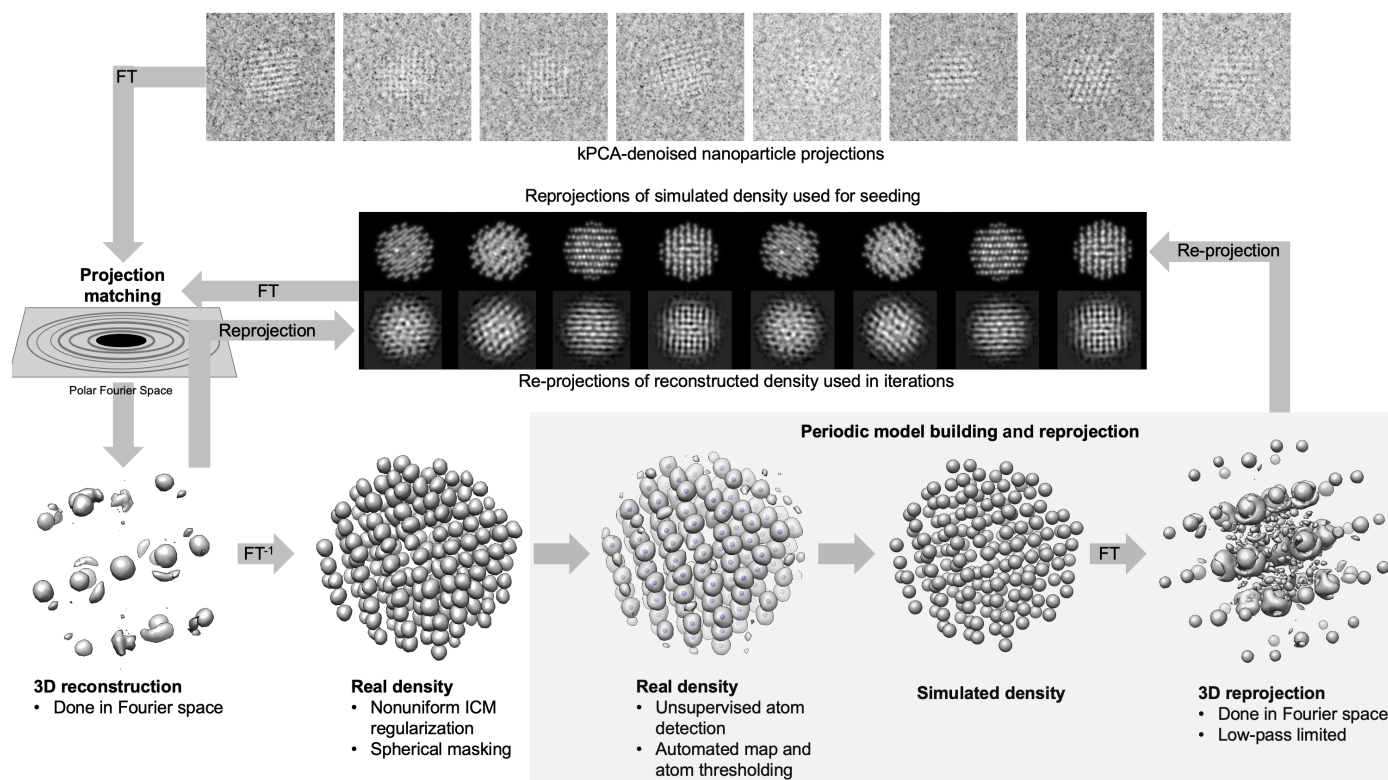 FT
kPCA-denoised nanoparticle projections
Reprojections of simulated density used for seeding
Re-projection
Projection
matching
FT
Reprojection
Polar Fourier Space
Re-projections of reconstructed density used in iterations
Periodic model building and reprojection
FT-1
FT
3D reconstruction
• Done in Fourier space
Real density
• Nonuniform ICM
regularization
• Spherical masking
Real density
• Unsupervised atom
detection
• Automated map and
atom thresholding
Simulated density
3D reprojection
• Done in Fourier space
• Low-pass limited